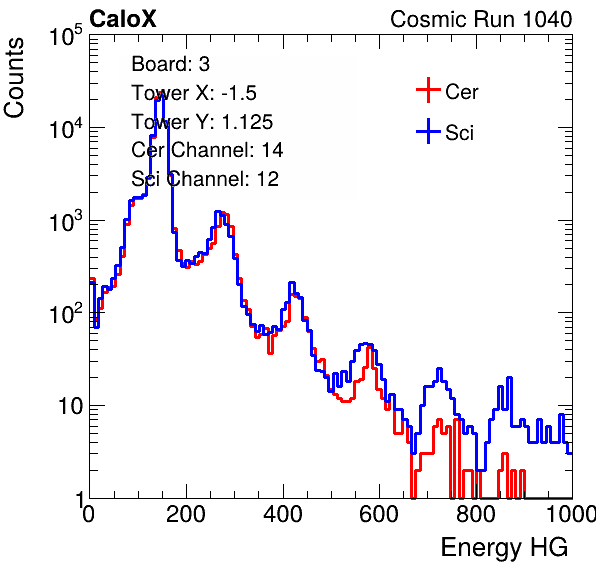 CaloX Cosmic Run 1040
Counts
10^5
10^4
10^3
10^2
10
1
Board: 3
Tower X: -1.5
Tower Y: 1.125
Cer Channel: 14
Sci Channel: 12
Cer
Sci
0 200 400 600 800 1000
Energy HG